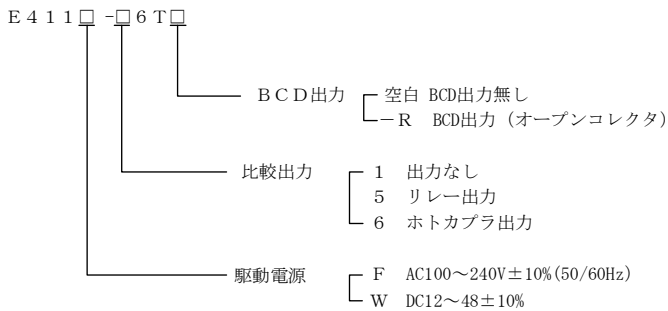 E411□-□6T□
BCD出力 空白 BCD出力無し
-R BCD出力 (オープンコレクタ)
比較出力 1 出力なし
5 リレー出力
6 ホトカプラ出力
駆動電源 F AC100~240V±10%(50/60Hz)
W DC12~48±10%